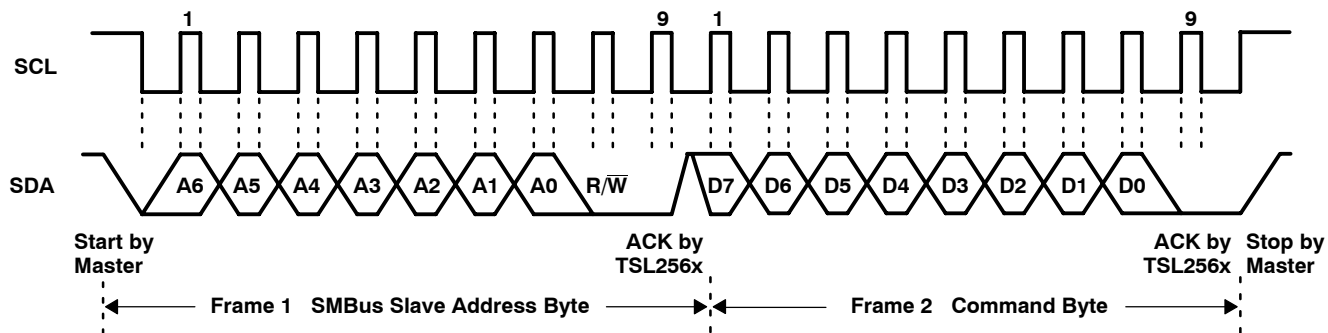 1 9 1 9
SCL
SDA A6 A5 A4 A3 A2 A1 A0 R/W̅ D7 D6 D5 D4 D3 D2 D1 D0
Start by Master
ACK by TSL256x
ACK by TSL256x
Stop by Master
Frame 1 SMBus Slave Address Byte
Frame 2 Command Byte